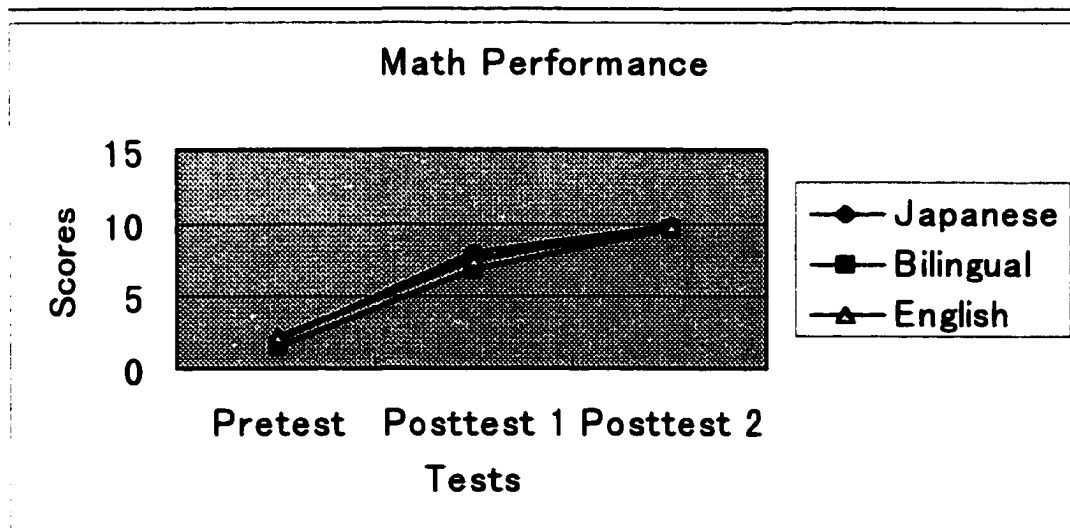 Math Performance
15
10
5
0
Scores
Pretest Posttest 1 Posttest 2
Tests
Japanese
Bilingual
English